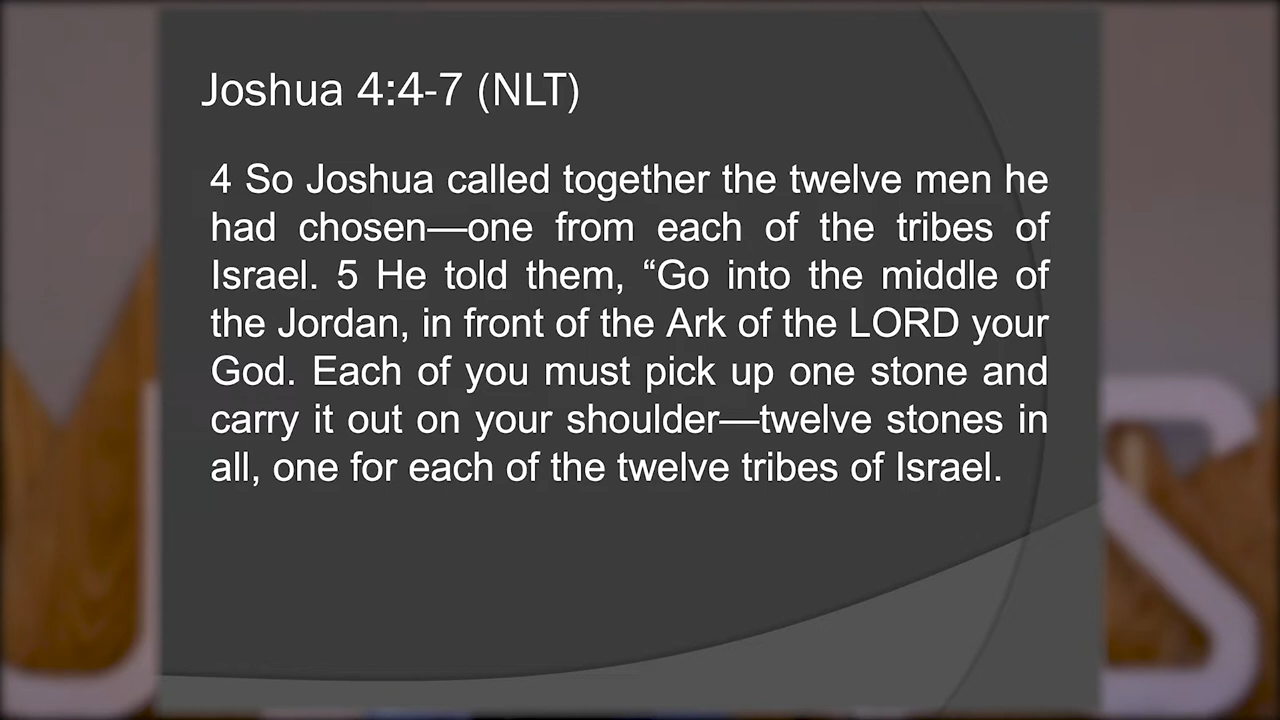 Joshua 4:4-7 (NLT)
4 So Joshua called together the twelve men he
had chosen—one from each of the tribes of
Israel. 5 He told them, “Go into the middle of
the Jordan, in front of the Ark of the LORD your
God. Each of you must pick up one stone and
carry it out on your shoulder—twelve stones in
all, one for each of the twelve tribes of Israel.